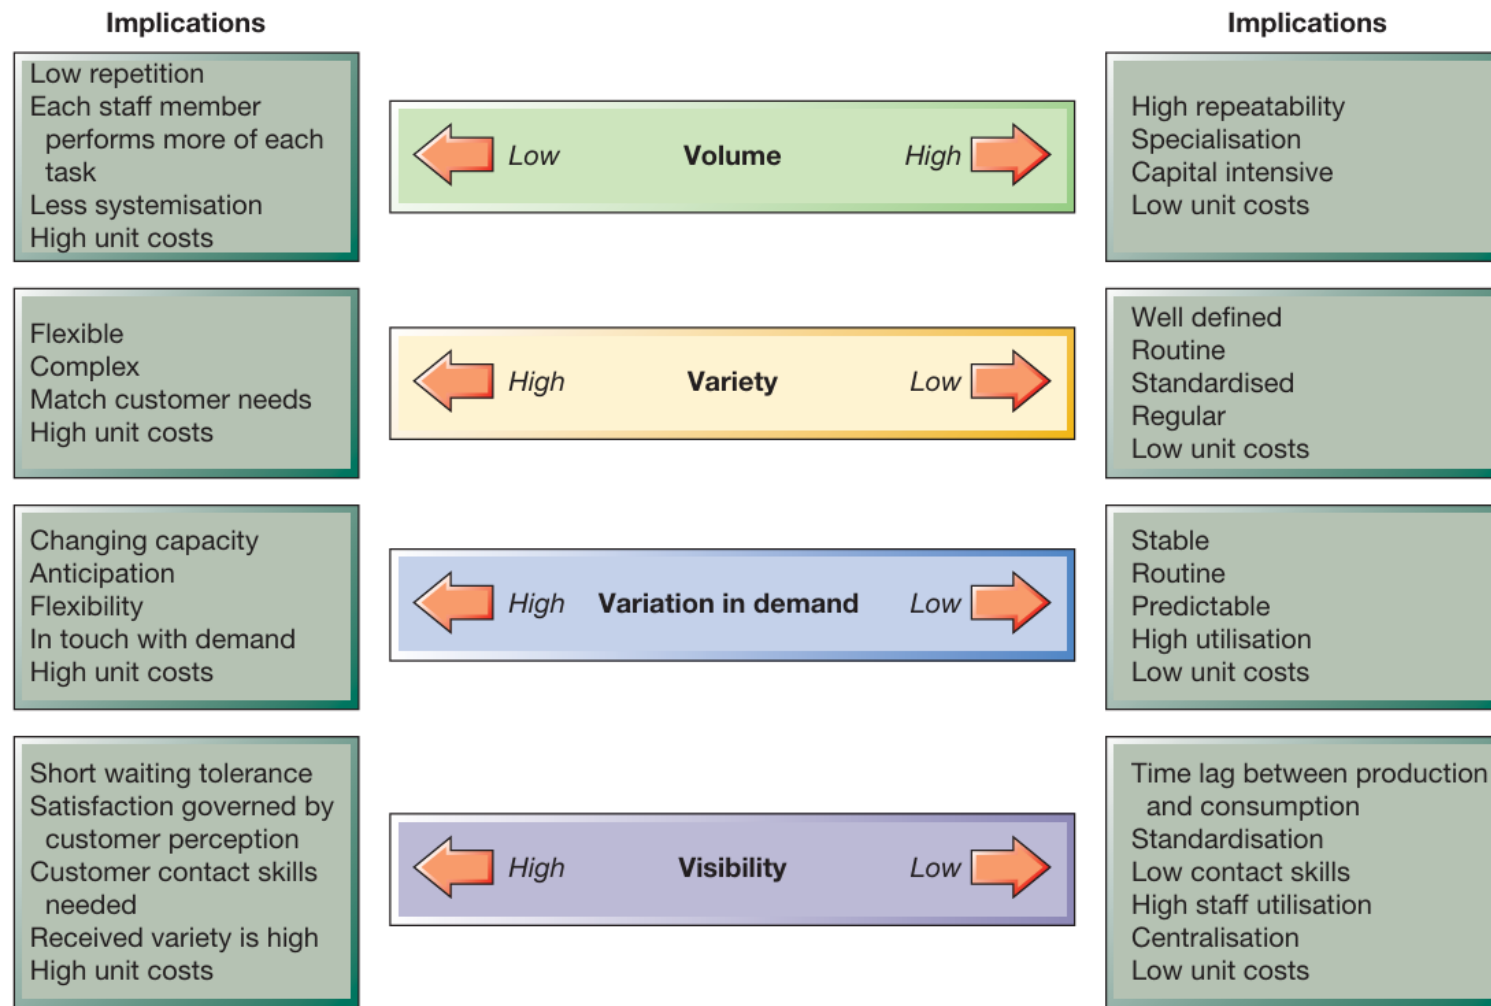 Implications
Implications
Low repetition
Each staff member
performs more of each
task
Less systemisation
High unit costs
Low
Volume
High
High repeatability
Specialisation
Capital intensive
Low unit costs
Flexible
Complex
Match customer needs
High unit costs
High
Variety
Low
Well defined
Routine
Standardised
Regular
Low unit costs
Changing capacity
Anticipation
Flexibility
In touch with demand
High unit costs
High
Variation in demand
Low
Stable
Routine
Predictable
High utilisation
Low unit costs
Short waiting tolerance
Satisfaction governed by
customer perception
Customer contact skills
needed
Received variety is high
High unit costs
High
Visibility
Low
Time lag between production
and consumption
Standardisation
Low contact skills
High staff utilisation
Centralisation
Low unit costs